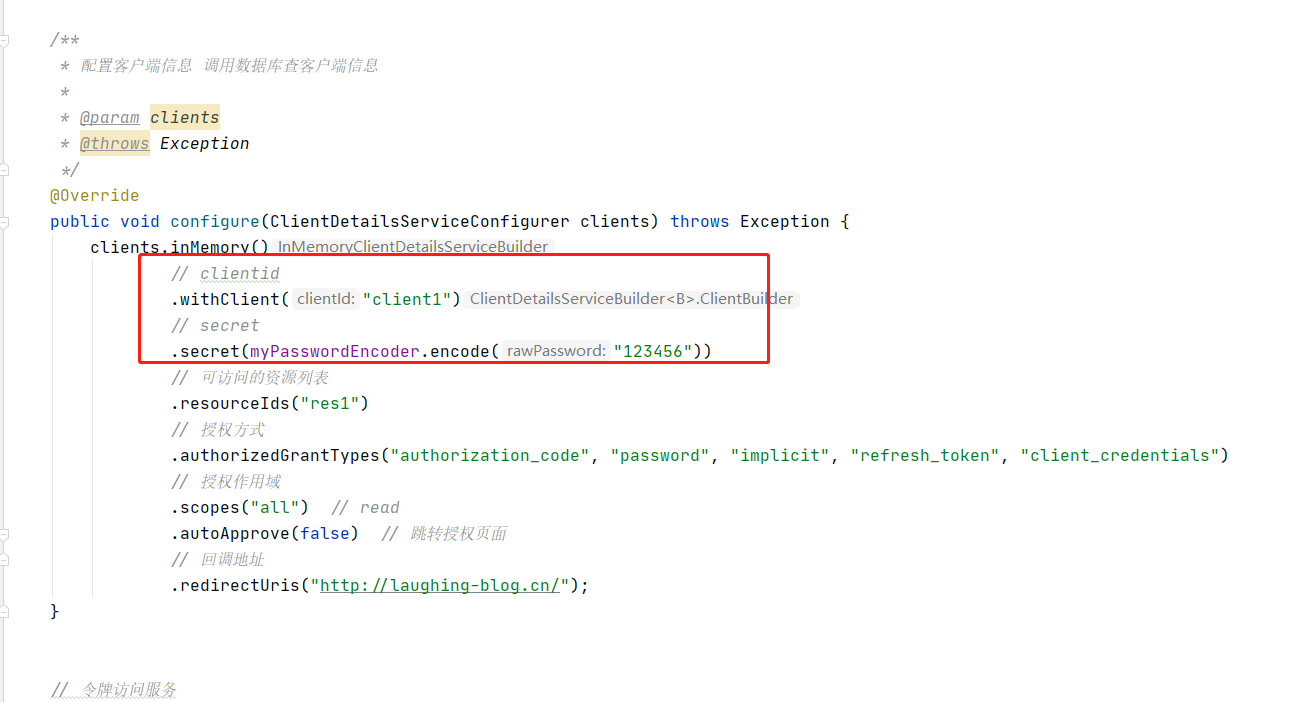 /**
* 配置客户端信息 调用数据库查客户端信息
*
* @param clients
* @throws Exception
*/
@Override
public void configure(ClientDetailsServiceConfigurer clients) throws Exception {
clients.inMemory() InMemoryClientDetailsServiceBuilder
// clientid
.withClient( clientId: "client1") ClientDetailsServiceBuilder<B>.ClientBuilder
// secret
.secret(myPasswordEncoder.encode( rawPassword: "123456"))
// 可访问的资源列表
.resourceIds("res1")
// 授权方式
.authorizedGrantTypes("authorization_code", "password", "implicit", "refresh_token", "client_credentials")
// 授权作用域
.scopes("all") // read
.autoApprove(false) // 跳转授权页面
// 回调地址
.redirectUris("http://laughing-blog.cn/");
}
// 令牌访问服务